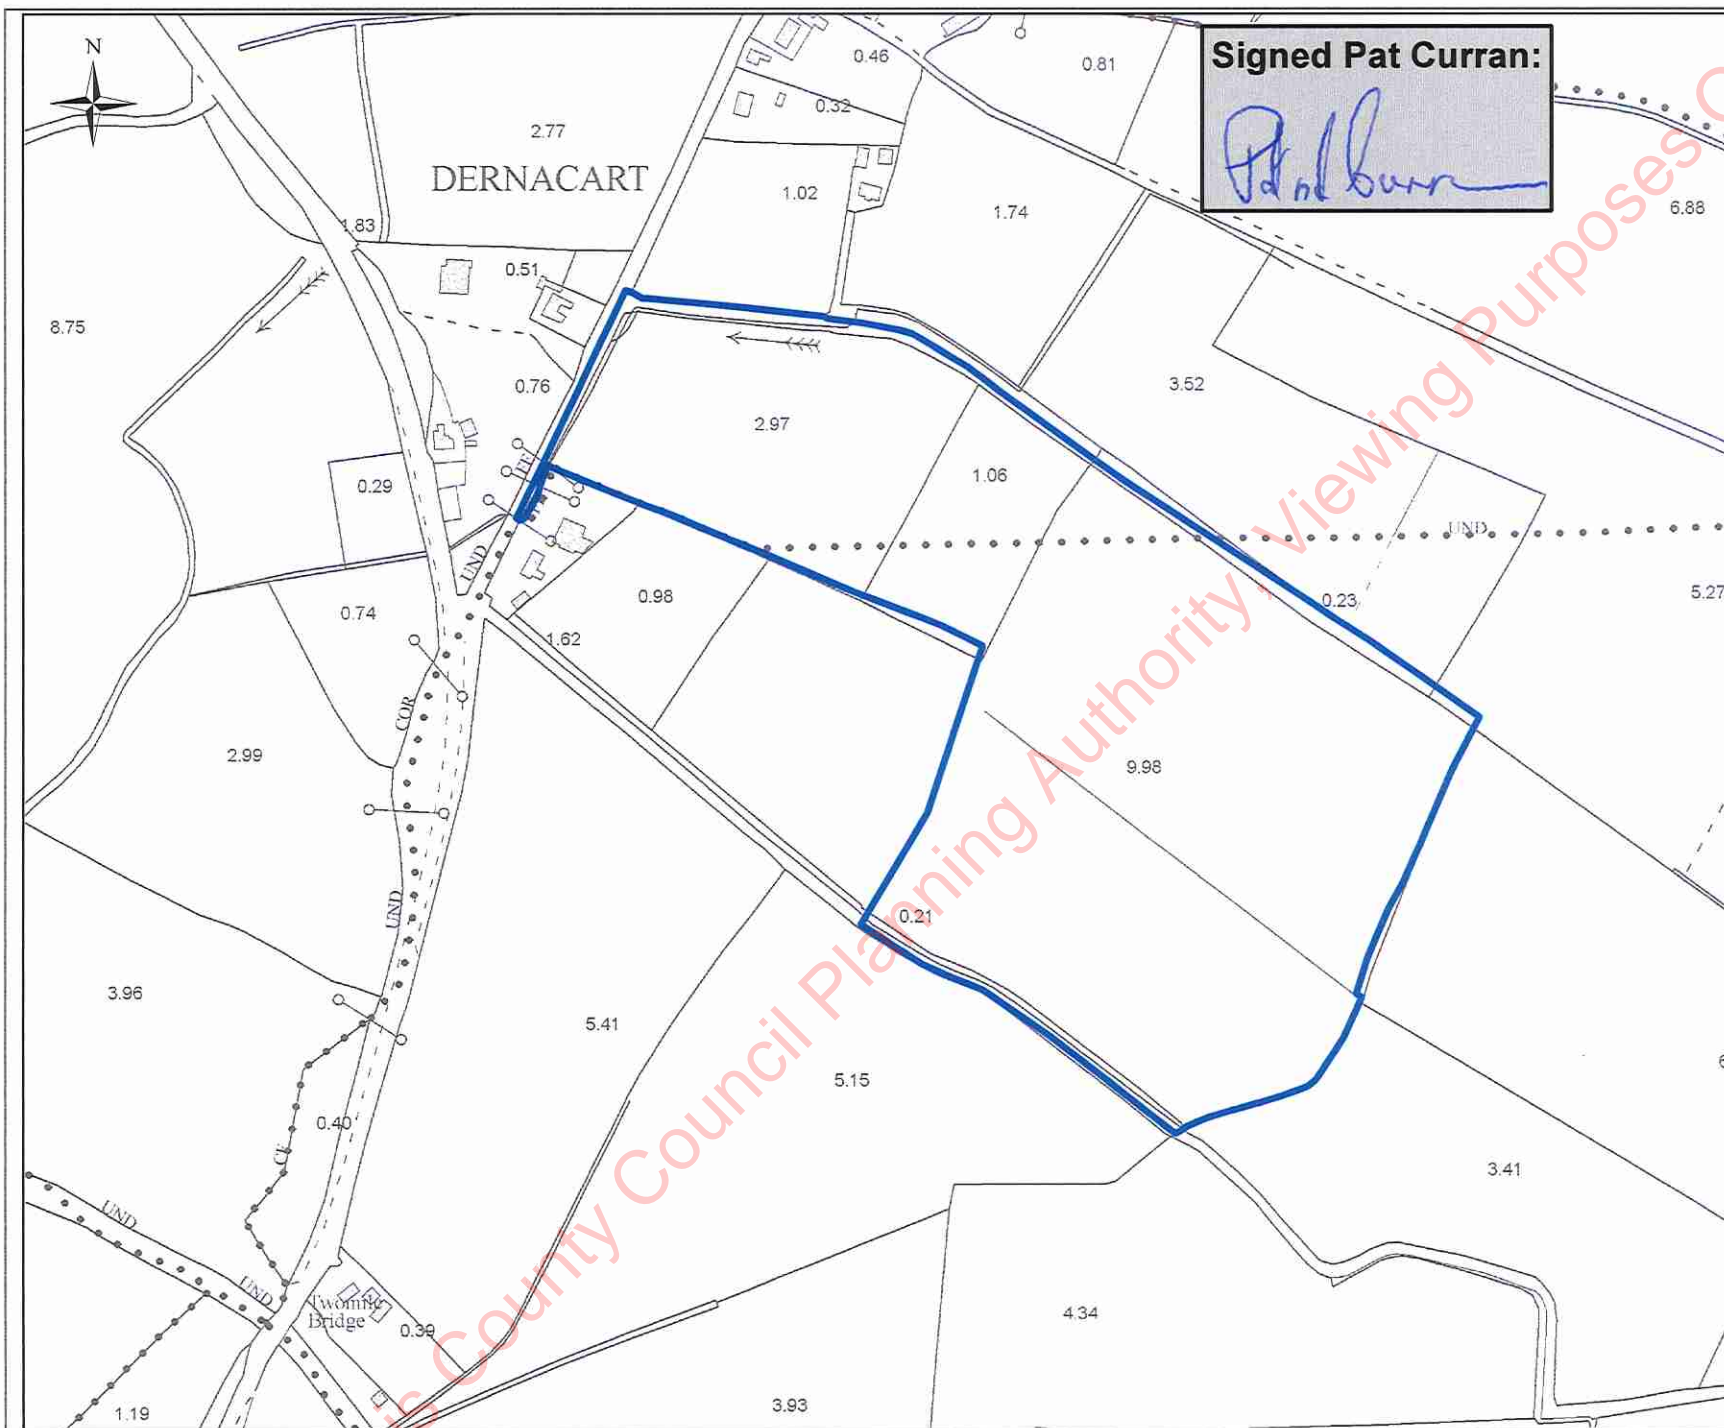 N
Signed Pat Curran:
0.46
0.81
0.32
2.77
DERNACART
1.02
1.74
6.88
1.83
0.51
8.75
0.76
3.52
2.97
0.29
1.06
UND
UND
0.98
0.23
5.27
0.74
1.62
COR
2.99
9.98
UND
0.21
3.96
5.41
5.15
0.40
CF
3.41
UND
UND
Twomile
Bridge
0.39
4.34
1.19
3.93
County Council Planning Authority, Viewing Purposes